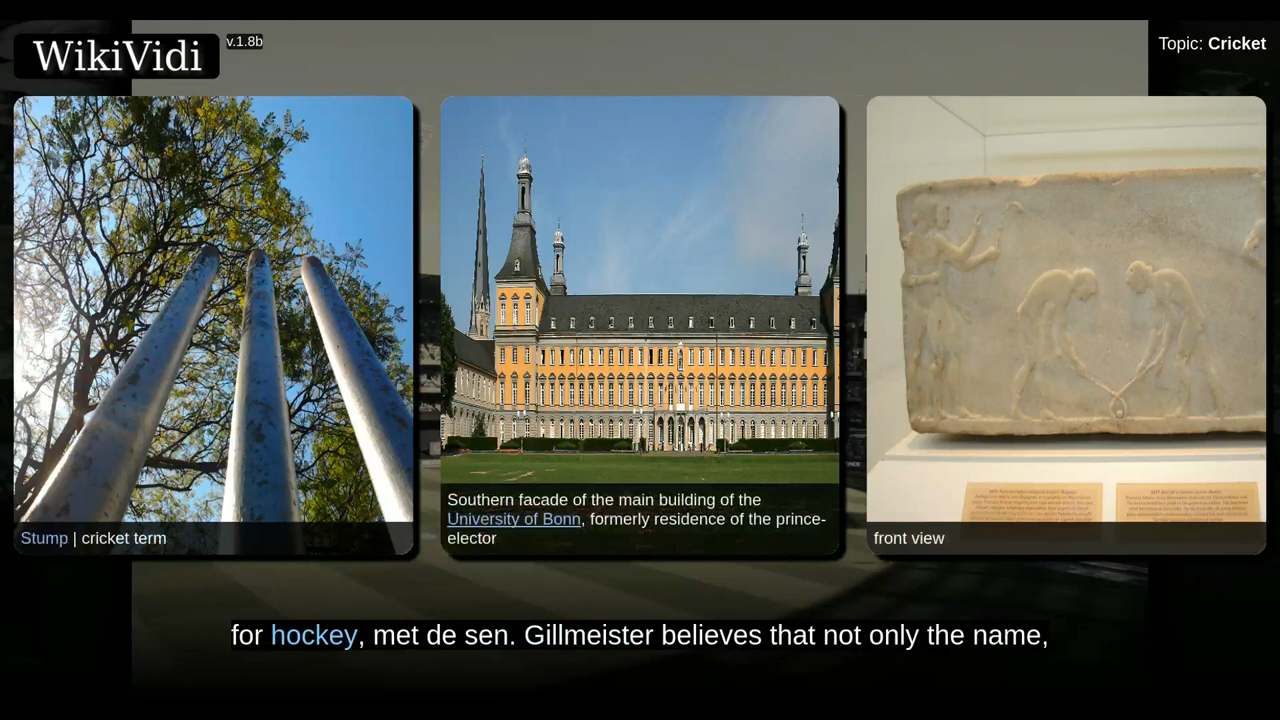 WikiVidi
v.1.8b
Topic: Cricket
Stump | cricket term
Southern facade of the main building of the
University of Bonn, formerly residence of the prince-
elector
front view
for hockey, met de sen. Gillmeister believes that not only the name,